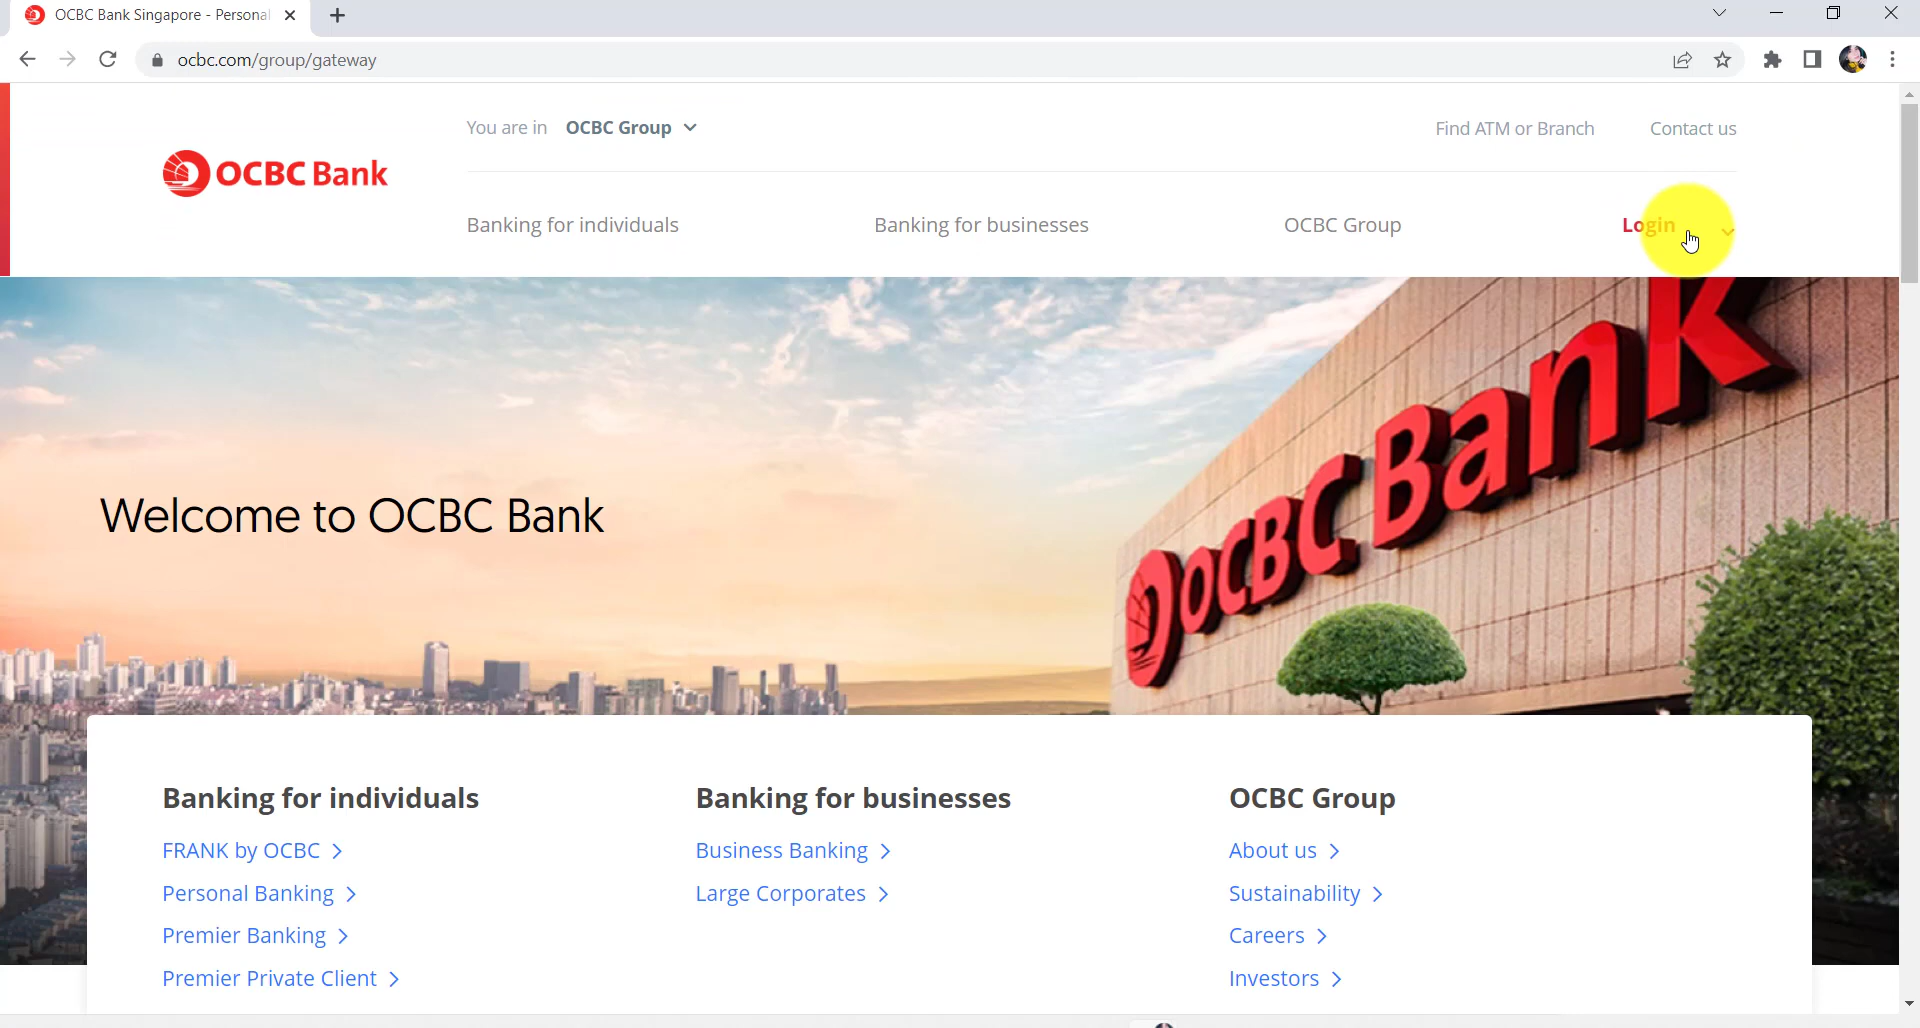 OCBC Bank Singapore - Personal
ocbc.com/group/gateway
You are in OCBC Group
Find ATM or Branch
Contact us
OCBC Bank
Banking for individuals
Banking for businesses
OCBC Group
Login
OCBC Bank
Welcome to OCBC Bank
Banking for individuals
FRANK by OCBC
Personal Banking
Premier Banking
Premier Private Client
Banking for businesses
Business Banking
Large Corporates
OCBC Group
About us
Sustainability
Careers
Investors